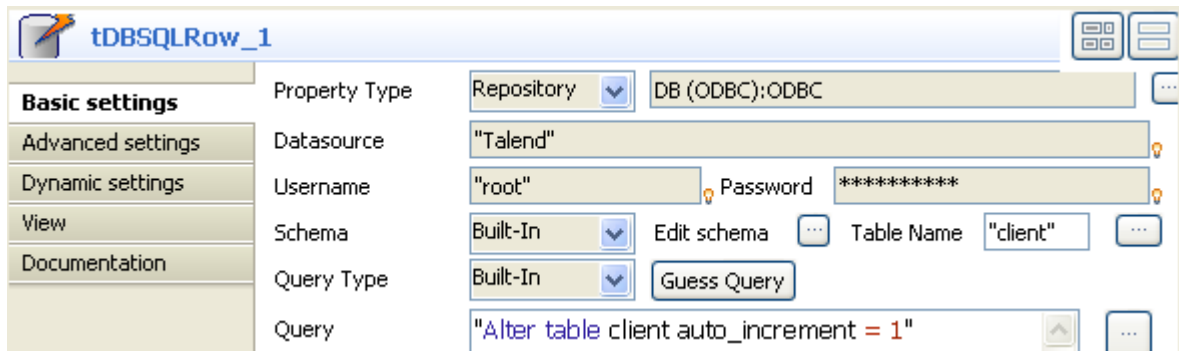 tDBSQLRow_1
Basic settings
Advanced settings
Dynamic settings
View
Documentation
Property Type Repository DB (ODBC):ODBC ...
Datasource "Talend"
Username "root" Password **********
Schema Built-In Edit schema ... Table Name "client" ...
Query Type Built-In Guess Query
Query "Alter table client auto_increment = 1" ...